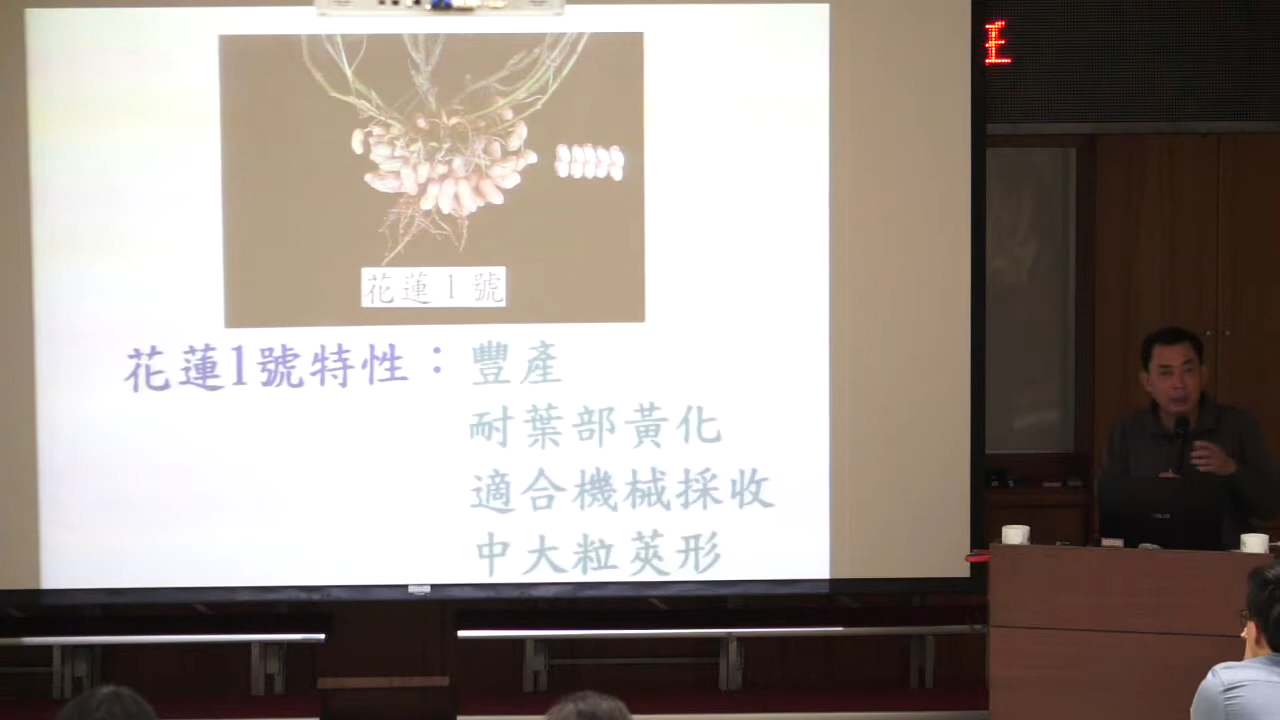 花蓮1號
花蓮1號特性：豐產
耐葉部黃化
適合機械採收
中大粒莢形